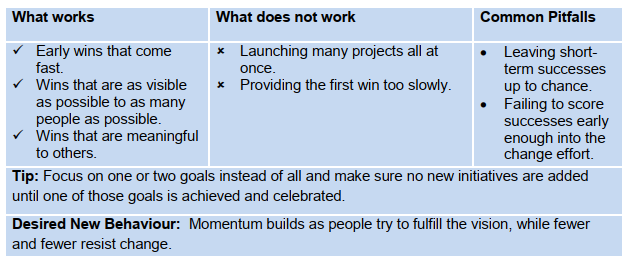 What works
What does not work
Common Pitfalls
✓ Early wins that come
fast.
✓ Wins that are as visible
as possible to as many
people as possible.
✓ Wins that are meaningful
to others.
× Launching many projects all at
once.
× Providing the first win too slowly.
• Leaving short-
term successes
up to chance.
• Failing to score
successes early
enough into the
change effort.
Tip: Focus on one or two goals instead of all and make sure no new initiatives are added
until one of those goals is achieved and celebrated.
Desired New Behaviour:  Momentum builds as people try to fulfill the vision, while fewer
and fewer resist change.